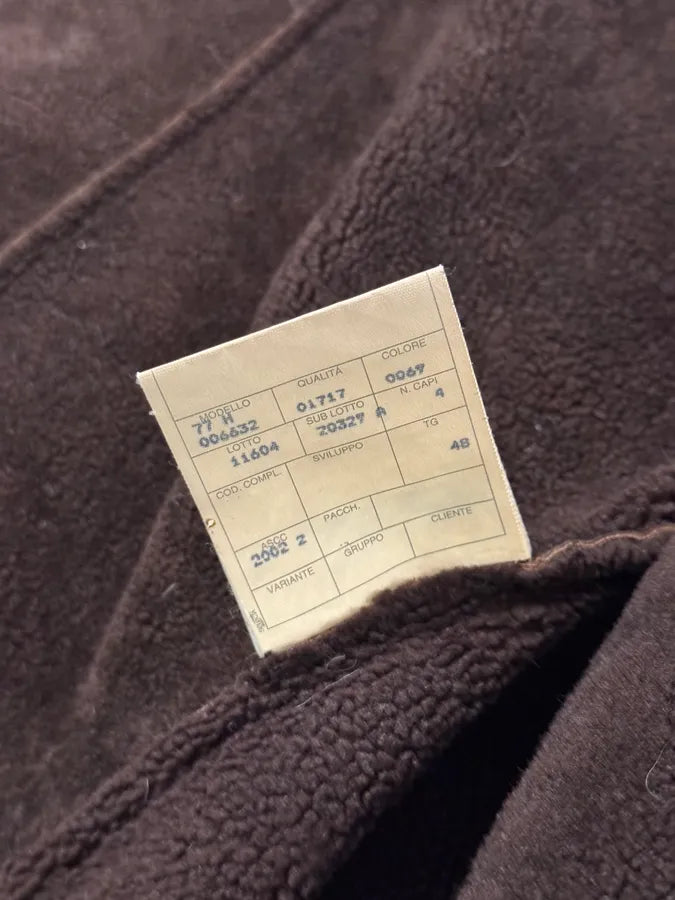 MODELLO QUALITÀ COLORE
77 H
006632 01717 0069
LOTTO SUB LOTTO N. CAPI
11604 20327 A 4
COD. COMPL. SVILUPPO TG
48
ASCC PACCH.
2002 2
VARIANTE GRUPPO CLIENTE